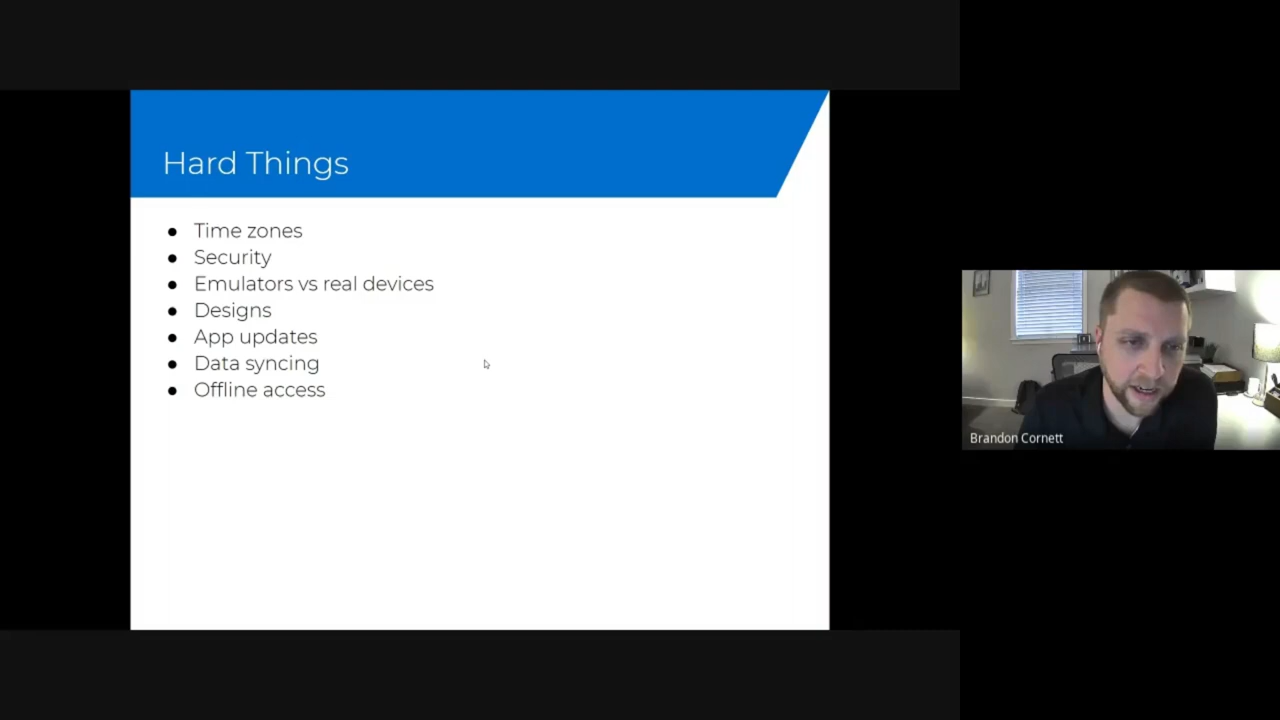 Hard Things
● Time zones
● Security
● Emulators vs real devices
● Designs
● App updates
● Data syncing
● Offline access
Brandon Cornett